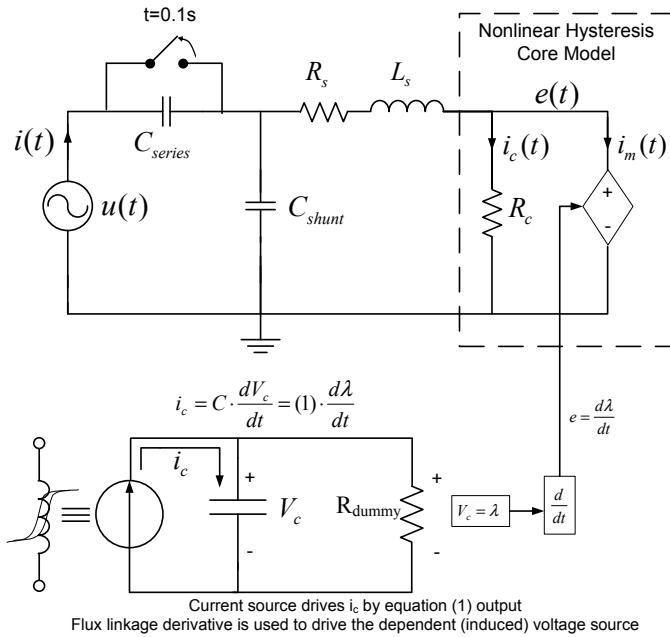 t=0.1s
Nonlinear Hysteresis
Core Model
R_s
L_s
e(t)
i(t)
C_series
i_c(t)
i_m(t)
u(t)
C_shunt
R_c
+
-
i_c = C · dV_c/dt = (1) · dλ/dt
e = dλ/dt
i_c
+
V_c
-
R_dummy
+
-
V_c = λ
d/dt
Current source drives i_c by equation (1) output
Flux linkage derivative is used to drive the dependent (induced) voltage source